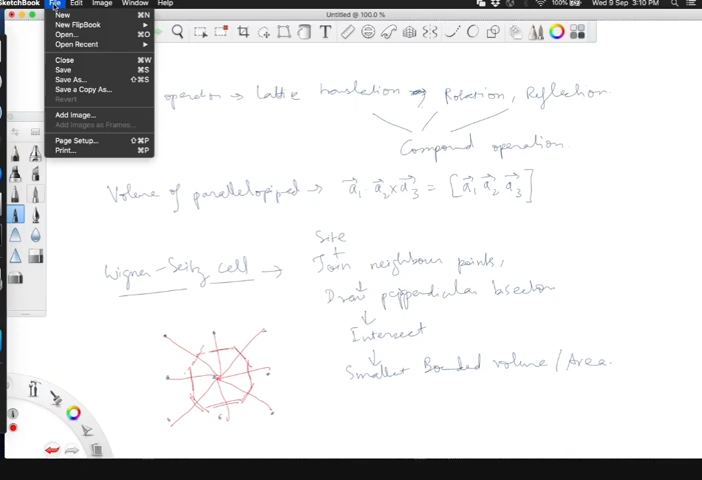 SketchBook File Edit Image Window Help 100% Wed 9 Sep 3:10 PM
Untitled @ 100.0 %
New ⌘N
New FlipBook
Open... ⌘O
Open Recent
Close ⌘W
Save ⌘S
Save As... ⇧⌘S
Save a Copy As...
Revert
Add Image...
Add Images as Frames...
Page Setup... ⇧⌘P
Print... ⌘P
operation → Lattice translation → Rotation, Reflection.
Compound operation.
Volume of parallelopiped → a⃗1 . a⃗2 x a⃗3 = [a⃗1 a⃗2 a⃗3]
Site
Wigner-Seitz cell → Join neighbour points,
Draw perpendicular bisector
Intersect
Smallest Bounded volume / Area.